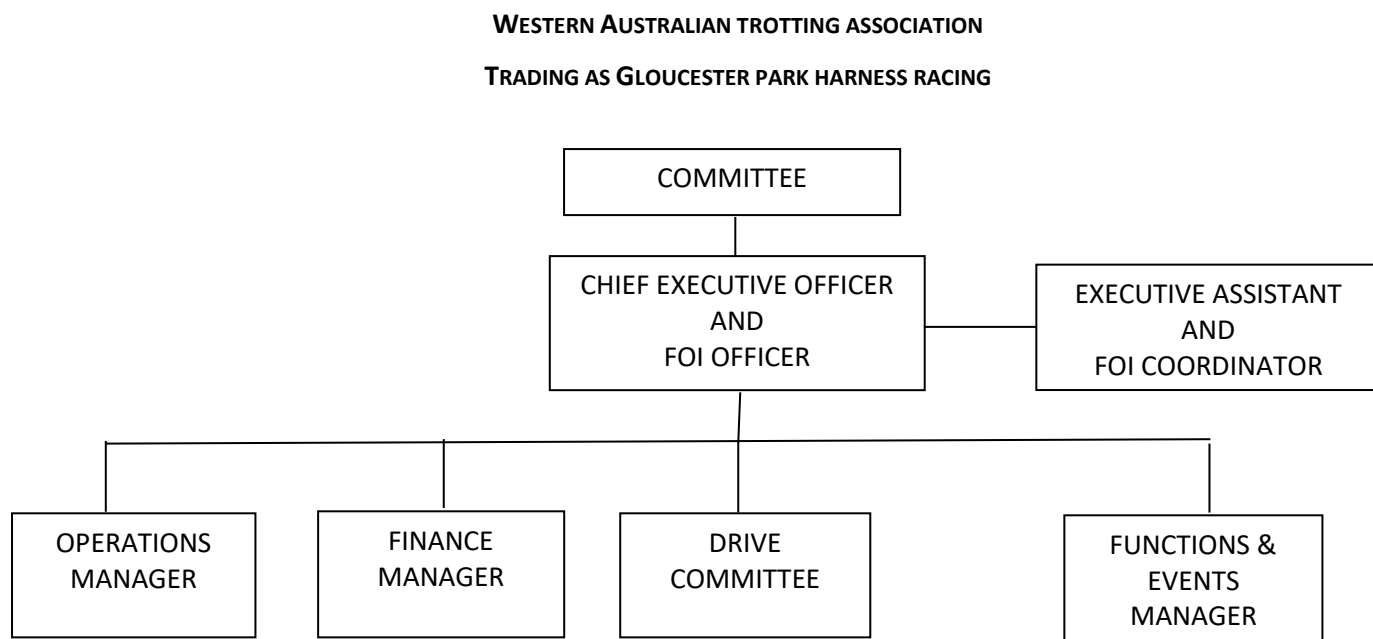 WESTERN AUSTRALIAN TROTTING ASSOCIATION
TRADING AS GLOUCESTER PARK HARNESS RACING
COMMITTEE
CHIEF EXECUTIVE OFFICER
AND
FOI OFFICER
EXECUTIVE ASSISTANT
AND
FOI COORDINATOR
OPERATIONS
MANAGER
FINANCE
MANAGER
DRIVE
COMMITTEE
FUNCTIONS &
EVENTS
MANAGER